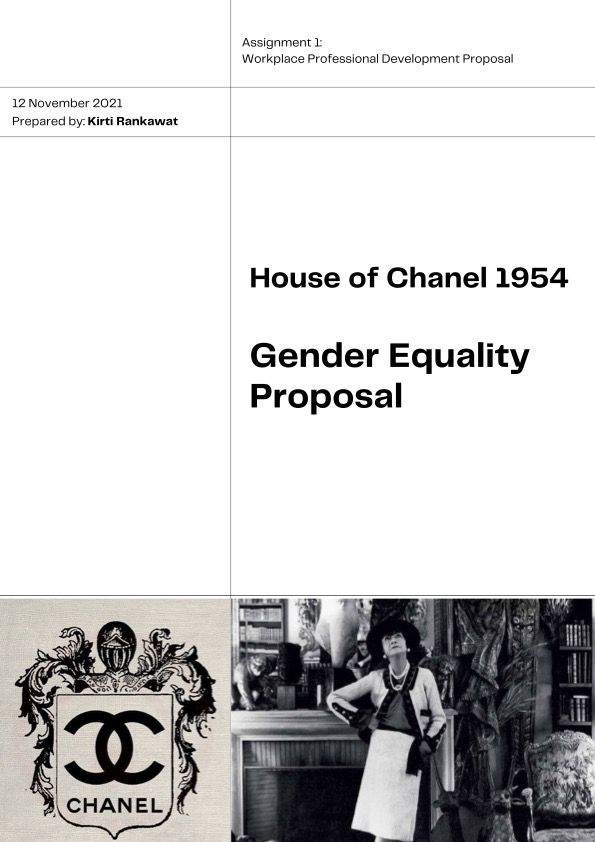 Assignment 1:
Workplace Professional Development Proposal
12 November 2021
Prepared by: Kirti Rankawat
House of Chanel 1954
Gender Equality
Proposal
CHANEL